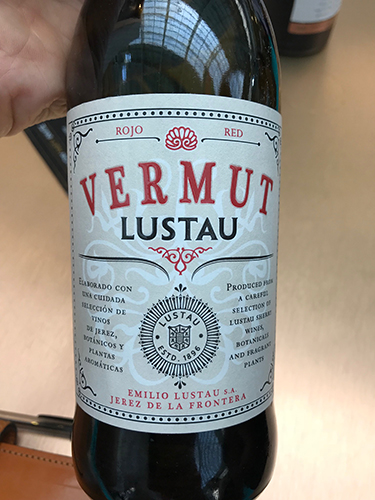 ROJO RED
VERMUT
LUSTAU
ELABORADO CON
UNA CUIDADA
SELECCIÓN DE
VINOS
DE JEREZ,
BOTÁNICOS Y
PLANTAS
AROMÁTICAS
LUSTAU
ESTD. 1896
PRODUCED FROM
A CAREFUL
SELECTION OF
LUSTAU SHERRY
WINES,
BOTANICALS
AND FRAGRANT
PLANTS
EMILIO LUSTAU S.A.
JEREZ DE LA FRONTERA